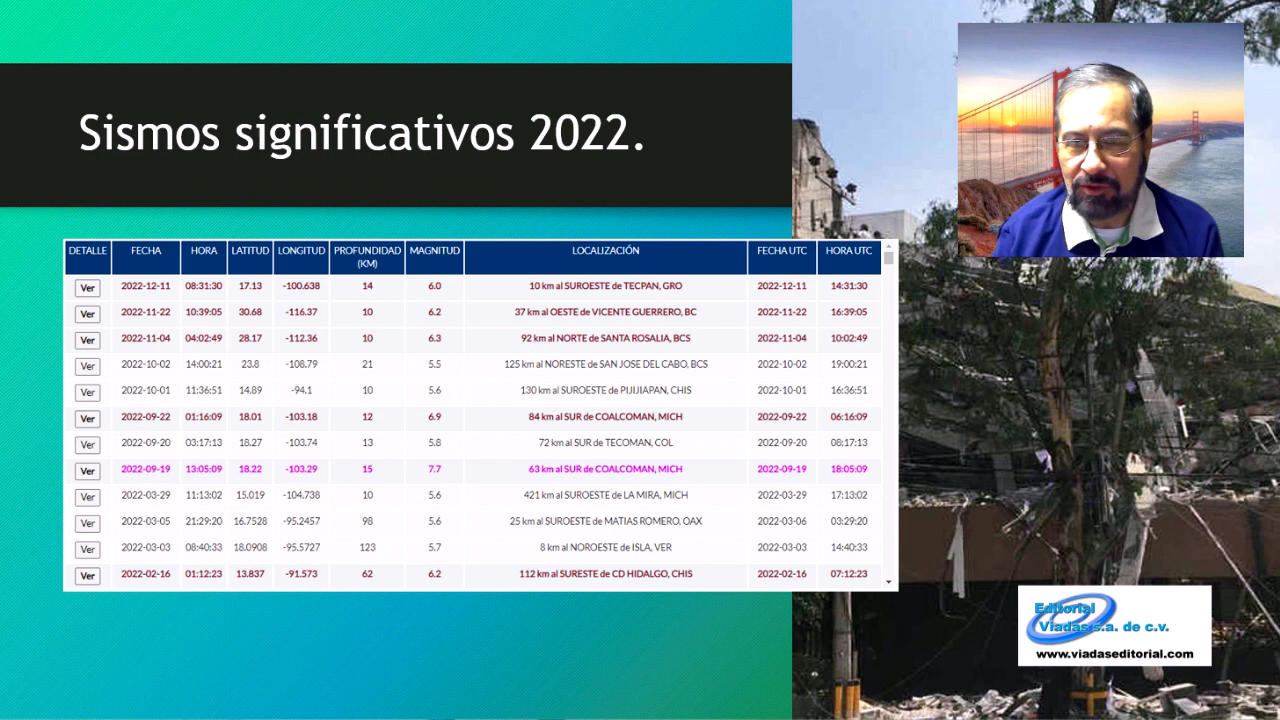 Sismos significativos 2022.
DETALLE FECHA HORA LATITUD LONGITUD PROFUNDIDAD (KM) MAGNITUD LOCALIZACIÓN FECHA UTC HORA UTC
Ver 2022-12-11 08:31:30 17.13 -100.638 14 6.0 10 km al SUROESTE de TECPAN, GRO 2022-12-11 14:31:30
Ver 2022-11-22 10:39:05 30.68 -116.37 10 6.2 37 km al OESTE de VICENTE GUERRERO, BC 2022-11-22 16:39:05
Ver 2022-11-04 04:02:49 28.17 -112.36 10 6.3 92 km al NORTE de SANTA ROSALIA, BCS 2022-11-04 10:02:49
Ver 2022-10-02 14:00:21 23.8 -108.79 21 5.5 125 km al NORESTE de SAN JOSE DEL CABO, BCS 2022-10-02 19:00:21
Ver 2022-10-01 11:36:51 14.89 -94.1 10 5.6 130 km al SUROESTE de PIJIJIAPAN, CHIS 2022-10-01 16:36:51
Ver 2022-09-22 01:16:09 18.01 -103.18 12 6.9 84 km al SUR de COALCOMAN, MICH 2022-09-22 06:16:09
Ver 2022-09-20 03:17:13 18.27 -103.74 13 5.8 72 km al SUR de TECOMAN, COL 2022-09-20 08:17:13
Ver 2022-09-19 13:05:09 18.22 -103.29 15 7.7 63 km al SUR de COALCOMAN, MICH 2022-09-19 18:05:09
Ver 2022-03-29 11:13:02 15.019 -104.738 10 5.6 421 km al SUROESTE de LA MIRA, MICH 2022-03-29 17:13:02
Ver 2022-03-05 21:29:20 16.7528 -95.2457 98 5.6 25 km al SUROESTE de MATIAS ROMERO, OAX 2022-03-06 03:29:20
Ver 2022-03-03 08:40:33 18.0908 -95.5727 123 5.7 8 km al NOROESTE de ISLA, VER 2022-03-03 14:40:33
Ver 2022-02-16 01:12:23 13.837 -91.573 62 6.2 112 km al SURESTE de CD HIDALGO, CHIS 2022-02-16 07:12:23
Editorial
Viadas s.a. de c.v.
www.viadaseditorial.com